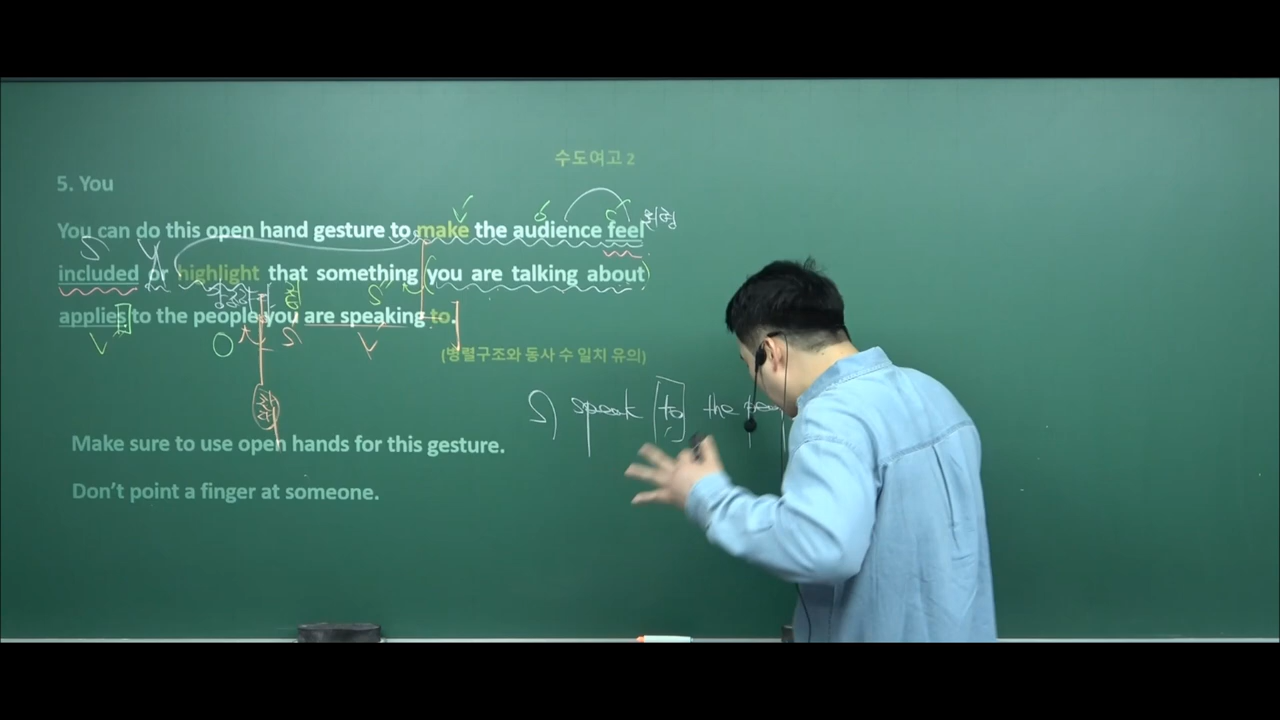 수도여고 2
5. You
You can do this open hand gesture to make the audience feel
included or highlight that something you are talking about
applies to the people you are speaking to.
(병렬구조와 동사 수 일치 유의)
speak to the
Make sure to use open hands for this gesture.
Don't point a finger at someone.